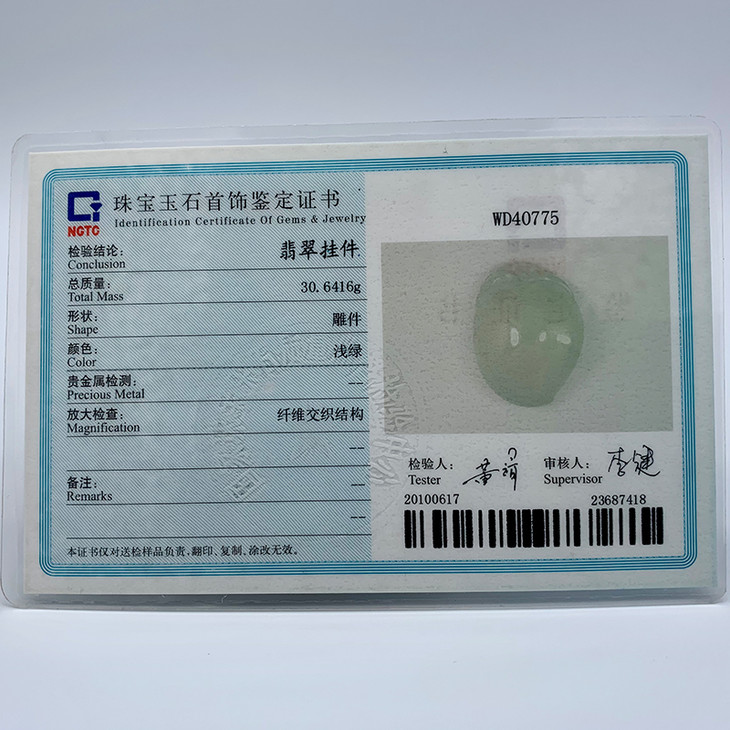 NGTC
珠宝玉石首饰鉴定证书
Identification Certificate Of Gems & Jewelry
检验结论： 翡翠挂件
Conclusion
总质量： 30.6416g
Total Mass
形状： 雕件
Shape
颜色： 浅绿
Color
贵金属检测： --
Precious Metal
放大检查： 纤维交织结构
Magnification
--
备注： --
Remarks
--
本证书仅对送检样品负责，翻印、复制、涂改无效。
WD40775
检验人：
Tester
审核人： 李健
Supervisor
20100617 23687418